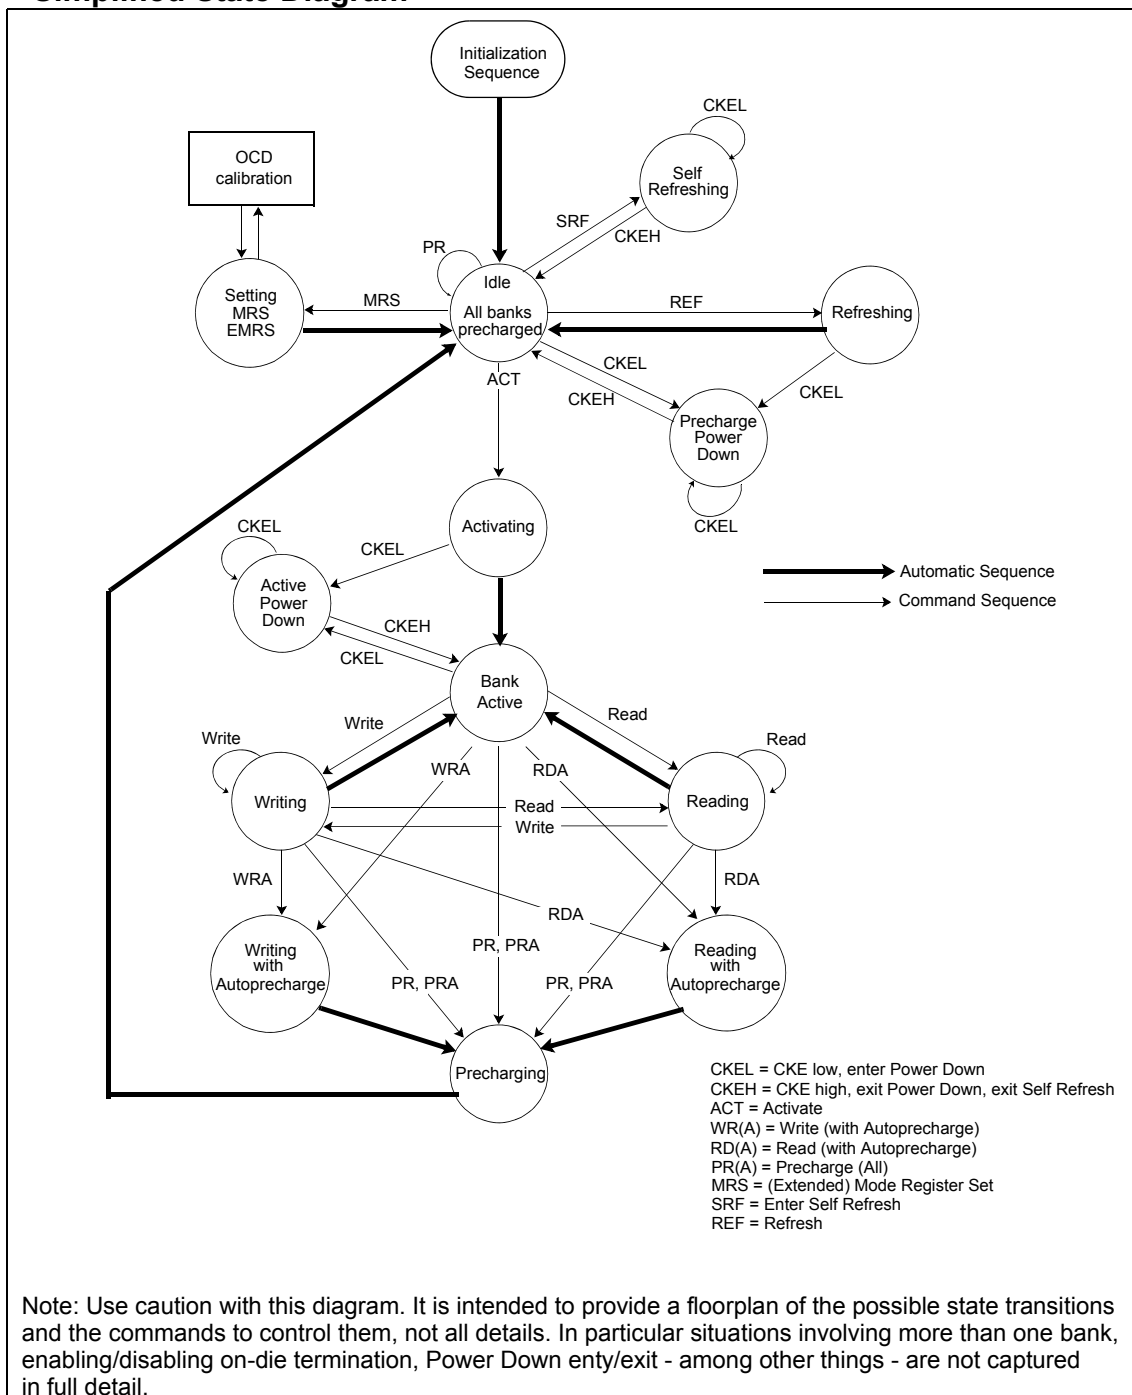 Simplified State Diagram
Initialization
Sequence
CKEL
OCD
calibration
Self
Refreshing
SRF
CKEH
PR
Idle
Setting
MRS
EMRS
MRS
All banks
precharged
REF
Refreshing
CKEL
ACT
CKEH
CKEL
Precharge
Power
Down
CKEL
Activating
CKEL
CKEL
Active
Power
Down
Automatic Sequence
Command Sequence
CKEH
CKEL
Bank
Active
Write
Read
Write
Read
WRA
RDA
Writing
Reading
Read
Write
WRA
RDA
RDA
Writing
with
Autoprecharge
PR, PRA
Reading
with
Autoprecharge
PR, PRA
PR, PRA
Precharging
CKEL = CKE low, enter Power Down
CKEH = CKE high, exit Power Down, exit Self Refresh
ACT = Activate
WR(A) = Write (with Autoprecharge)
RD(A) = Read (with Autoprecharge)
PR(A) = Precharge (All)
MRS = (Extended) Mode Register Set
SRF = Enter Self Refresh
REF = Refresh
Note: Use caution with this diagram. It is intended to provide a floorplan of the possible state transitions
and the commands to control them, not all details. In particular situations involving more than one bank,
enabling/disabling on-die termination, Power Down enty/exit - among other things - are not captured
in full detail.